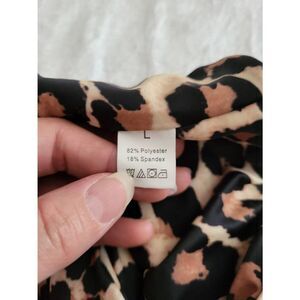 L
82% Polyester
18% Spandex